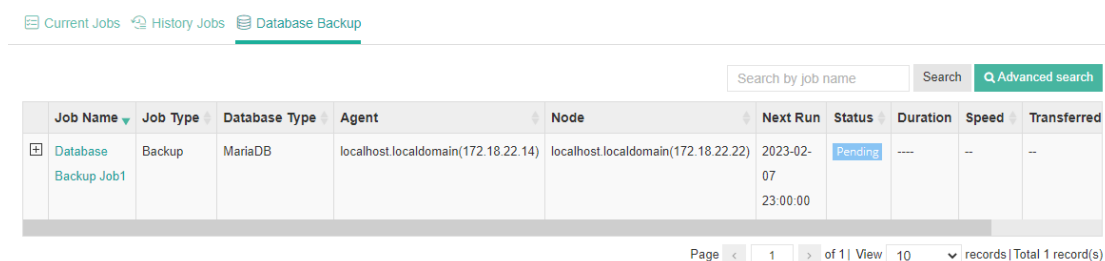 Current Jobs History Jobs Database Backup
Search by job name Search Advanced search
Job Name Job Type Database Type Agent Node Next Run Status Duration Speed Transferred
Database Backup MariaDB localhost.localdomain(172.18.22.14) localhost.localdomain(172.18.22.22) 2023-02- Pending ---- -- --
Backup Job1 07
23:00:00
Page < 1 > of 1| View 10 records|Total 1 record(s)